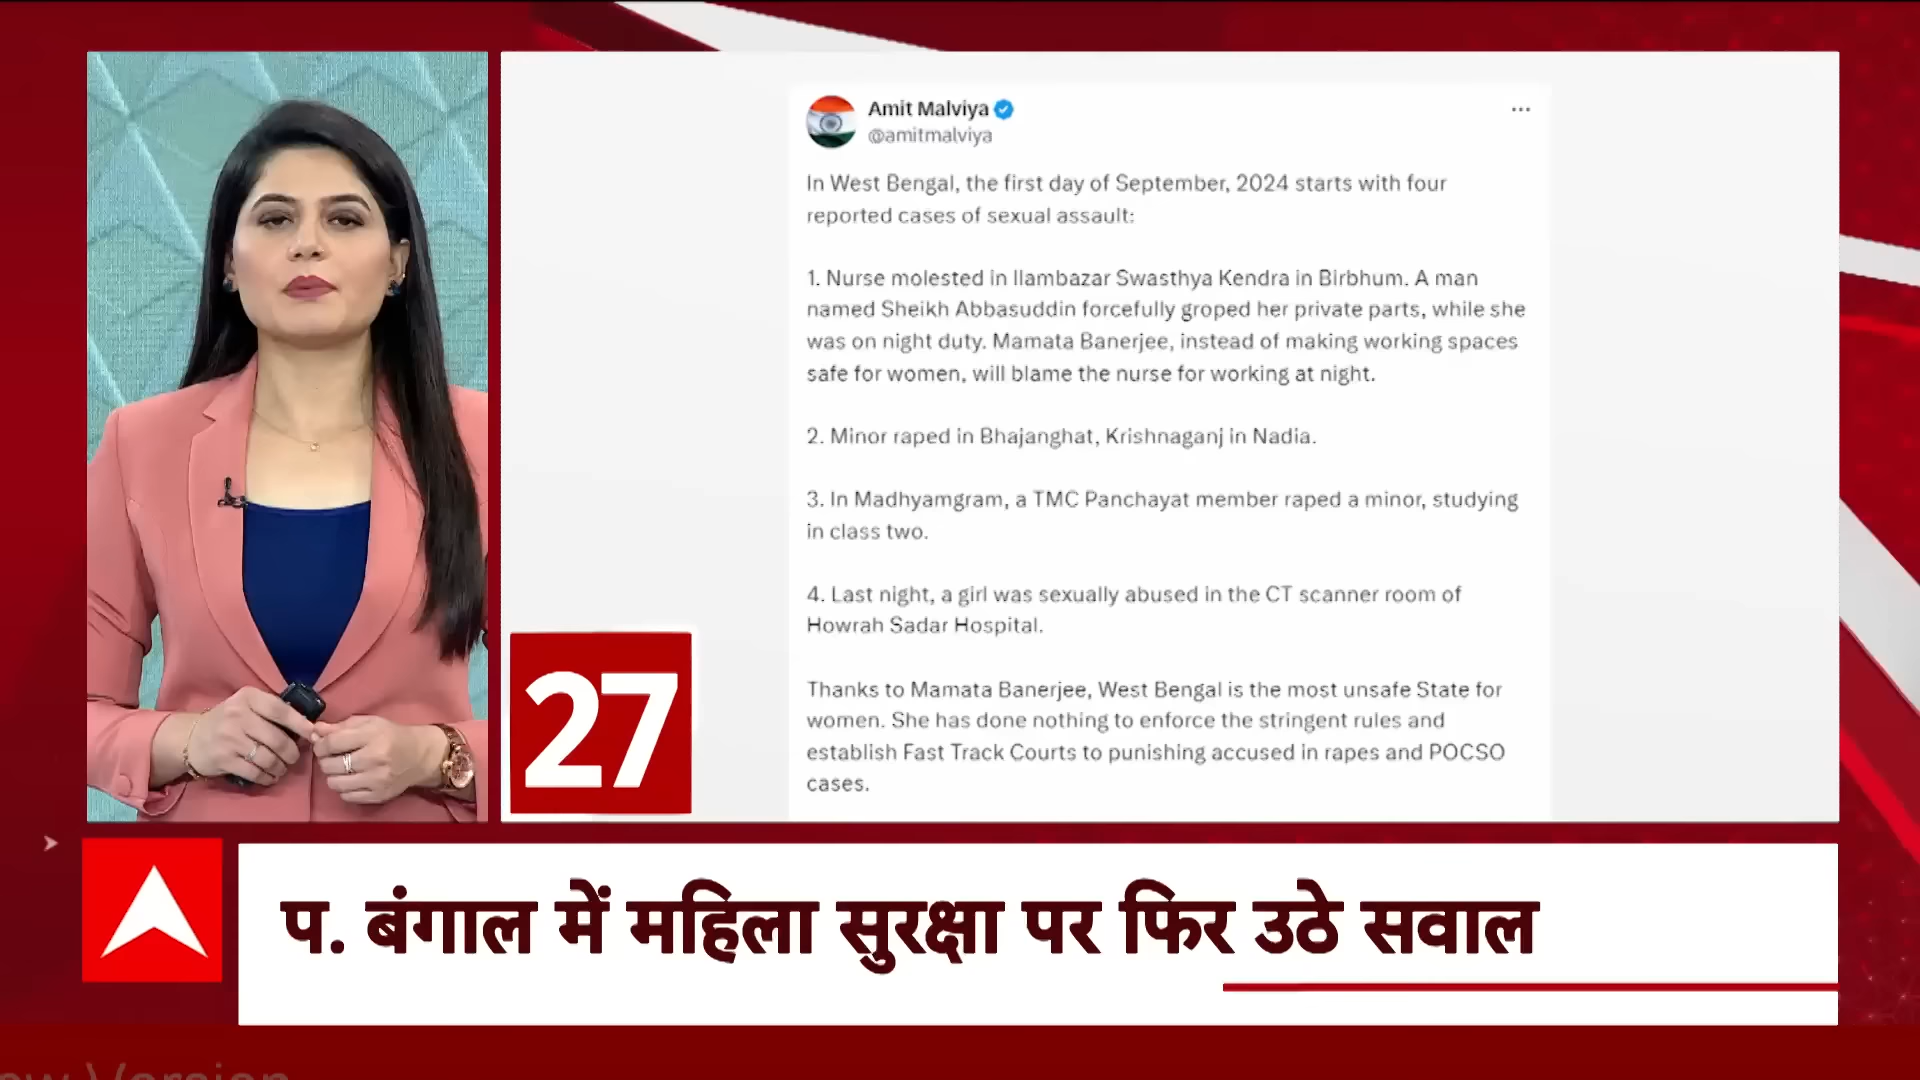 Amit Malviya
@amitmalviya
In West Bengal, the first day of September, 2024 starts with four
reported cases of sexual assault:
1. Nurse molested in Ilambazar Swasthya Kendra in Birbhum. A man
named Sheikh Abbasuddin forcefully groped her private parts, while she
was on night duty. Mamata Banerjee, instead of making working spaces
safe for women, will blame the nurse for working at night.
2. Minor raped in Bhajanghat, Krishnaganj in Nadia.
3. In Madhyamgram, a TMC Panchayat member raped a minor, studying
in class two.
4. Last night, a girl was sexually abused in the CT scanner room of
Howrah Sadar Hospital.
Thanks to Mamata Banerjee, West Bengal is the most unsafe State for
women. She has done nothing to enforce the stringent rules and
establish Fast Track Courts to punishing accused in rapes and POCSO
cases.
27
प. बंगाल में महिला सुरक्षा पर फिर उठे सवाल